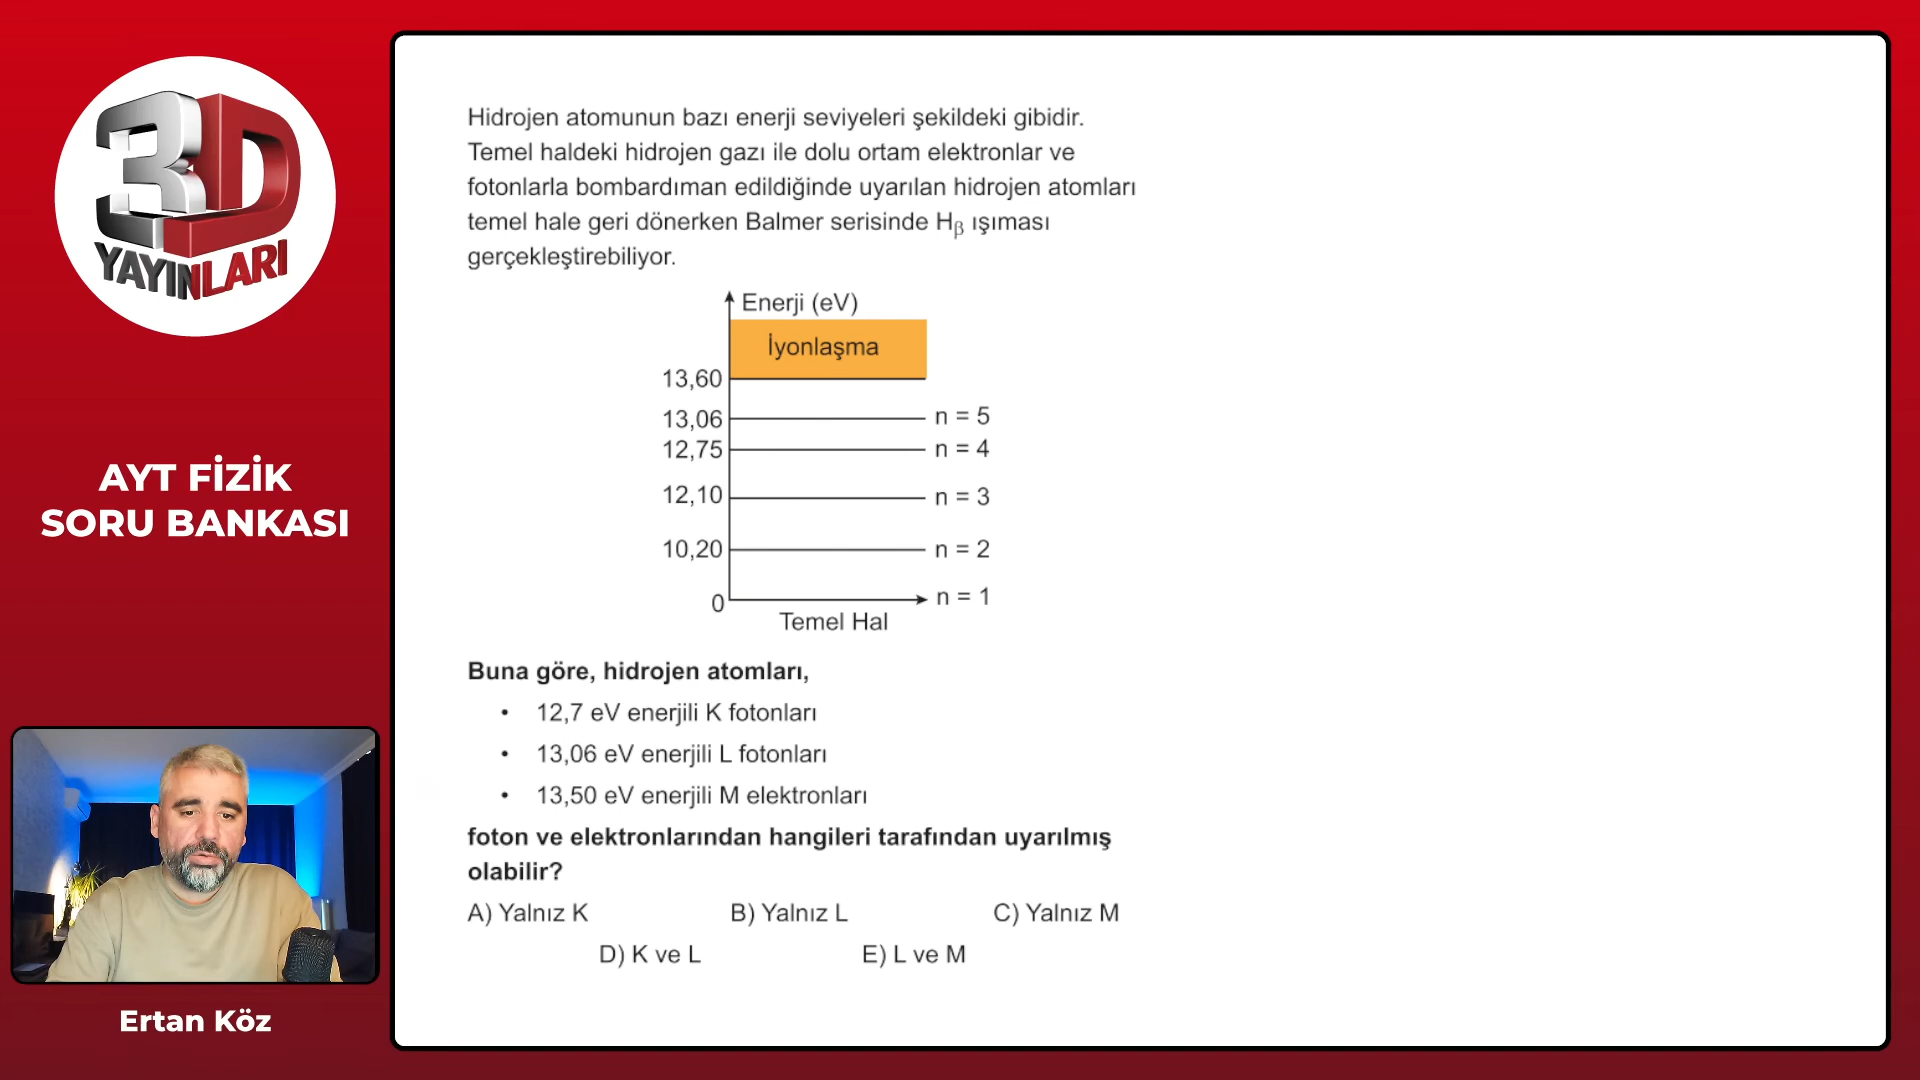 3D
YAYINLARI
AYT FİZİK
SORU BANKASI
Ertan Köz
Hidrojen atomunun bazı enerji seviyeleri şekildeki gibidir.
Temel haldeki hidrojen gazı ile dolu ortam elektronlar ve
fotonlarla bombardıman edildiğinde uyarılan hidrojen atomları
temel hale geri dönerken Balmer serisinde Hβ ışıması
gerçekleştirebiliyor.
Enerji (eV)
İyonlaşma
13,60
13,06 n = 5
12,75 n = 4
12,10 n = 3
10,20 n = 2
0 n = 1
Temel Hal
Buna göre, hidrojen atomları,
• 12,7 eV enerjili K fotonları
• 13,06 eV enerjili L fotonları
• 13,50 eV enerjili M elektronları
foton ve elektronlarından hangileri tarafından uyarılmış
olabilir?
A) Yalnız K B) Yalnız L C) Yalnız M
D) K ve L E) L ve M